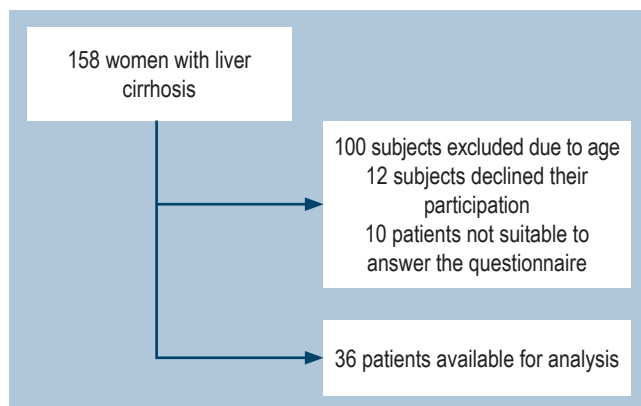 158 women with liver
cirrhosis
100 subjects excluded due to age
12 subjects declined their
participation
10 patients not suitable to
answer the questionnaire
36 patients available for analysis